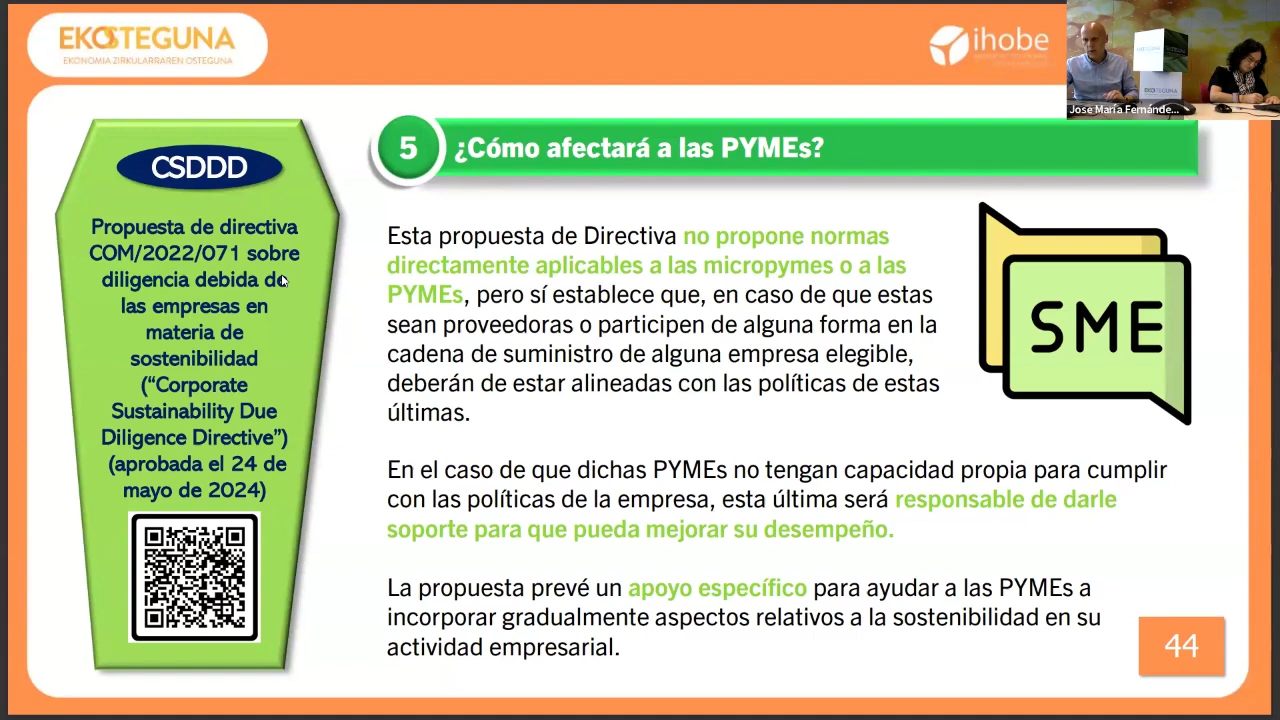 EKOSTEGUNA
EKONOMIA ZIRKULARRAREN OSTEGUNA
ihobe
EKOSTEGUNA
Jose María Fernánde...
CSDDD
Propuesta de directiva
COM/2022/071 sobre
diligencia debida de
las empresas en
materia de
sostenibilidad
(“Corporate
Sustainability Due
Diligence Directive”)
(aprobada el 24 de
mayo de 2024)
5
¿Cómo afectará a las PYMEs?
Esta propuesta de Directiva no propone normas
directamente aplicables a las micropymes o a las
PYMEs, pero sí establece que, en caso de que estas
sean proveedoras o participen de alguna forma en la
cadena de suministro de alguna empresa elegible,
deberán de estar alineadas con las políticas de estas
últimas.
SME
En el caso de que dichas PYMEs no tengan capacidad propia para cumplir
con las políticas de la empresa, esta última será responsable de darle
soporte para que pueda mejorar su desempeño.
La propuesta prevé un apoyo específico para ayudar a las PYMEs a
incorporar gradualmente aspectos relativos a la sostenibilidad en su
actividad empresarial.
44